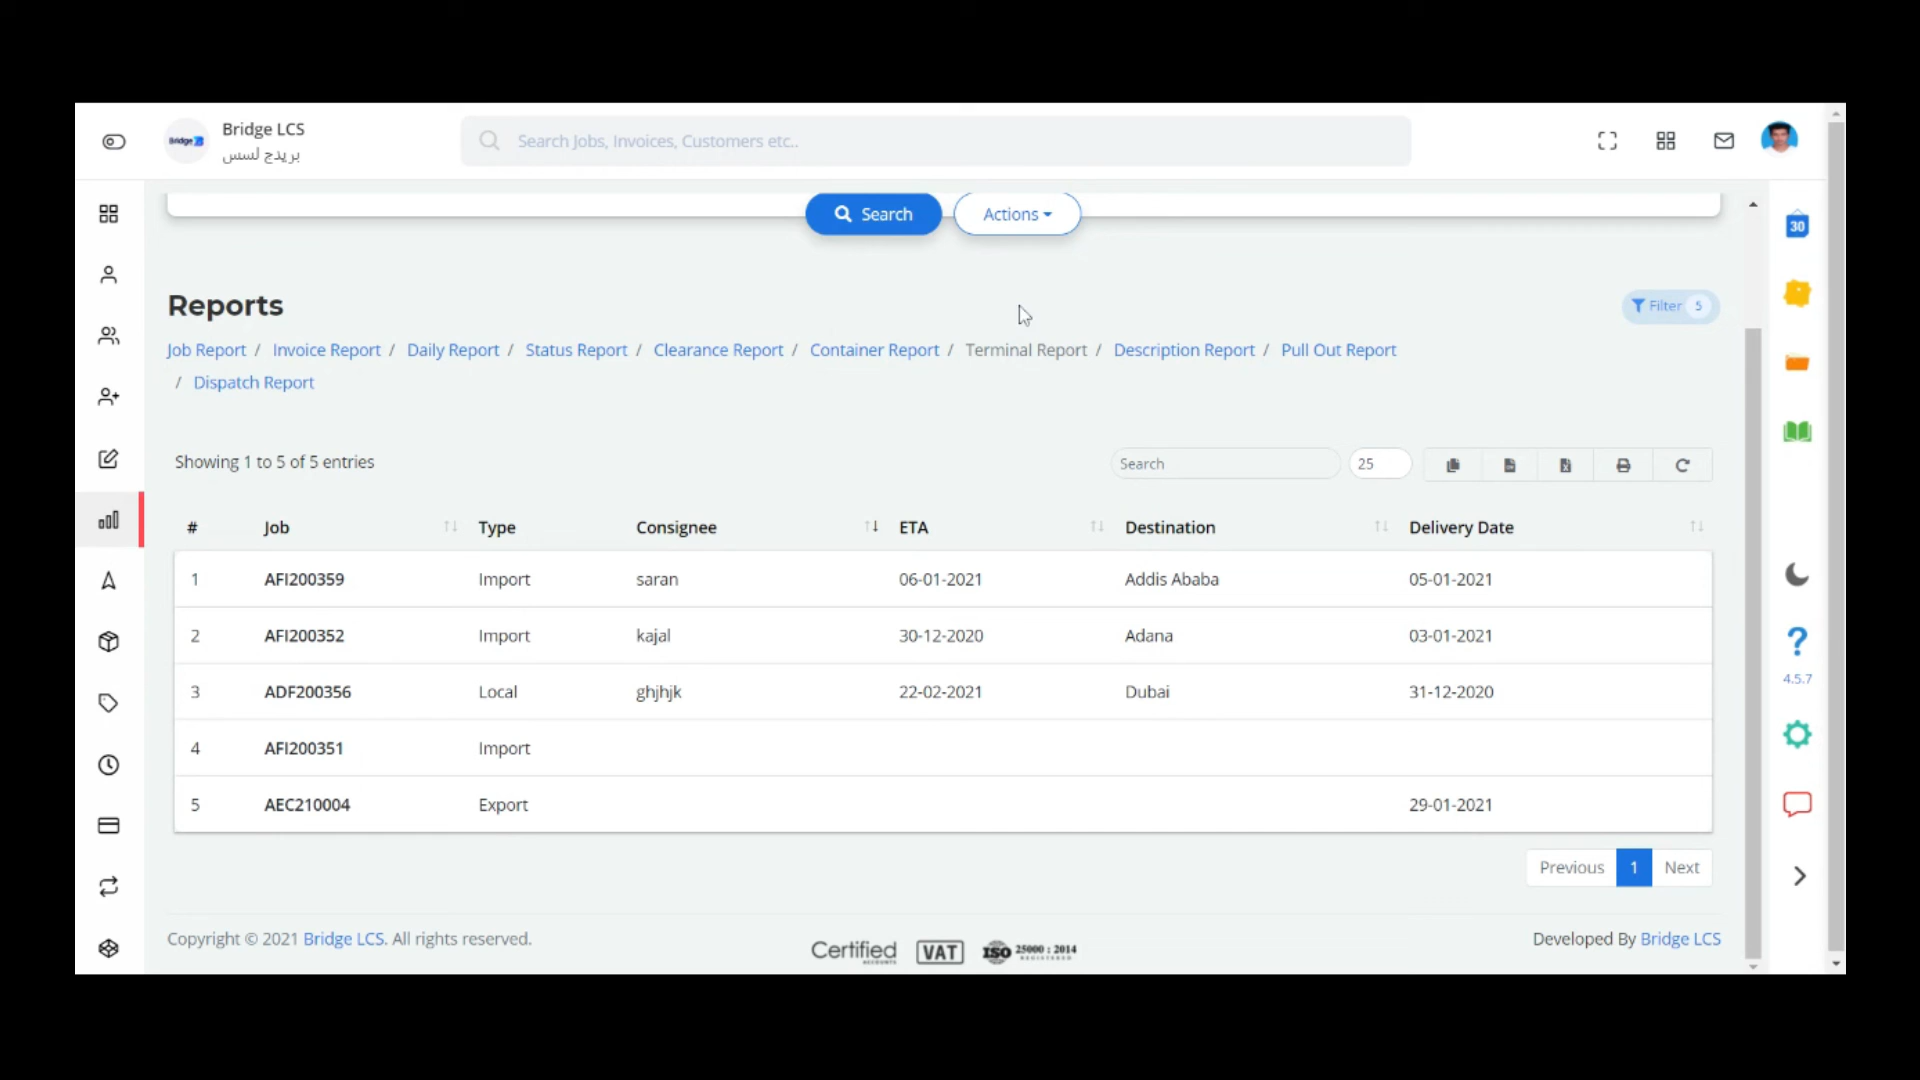 Bridge LCS
بريدج لسس
Search Jobs, Invoices, Customers etc..
Search
Actions
30
Reports
Filter 5
Job Report / Invoice Report / Daily Report / Status Report / Clearance Report / Container Report / Terminal Report / Description Report / Pull Out Report
/ Dispatch Report
Showing 1 to 5 of 5 entries
Search
25
# Job Type Consignee ETA Destination Delivery Date
1 AFI200359 Import saran 06-01-2021 Addis Ababa 05-01-2021
2 AFI200352 Import kajal 30-12-2020 Adana 03-01-2021
3 ADF200356 Local ghjhjk 22-02-2021 Dubai 31-12-2020
4 AFI200351 Import
5 AEC210004 Export 29-01-2021
4.5.7
Previous 1 Next
Copyright © 2021 Bridge LCS. All rights reserved.
Certified
ACCOUNTS
VAT
ISO 25000 : 2014
REGISTERED
Developed By Bridge LCS